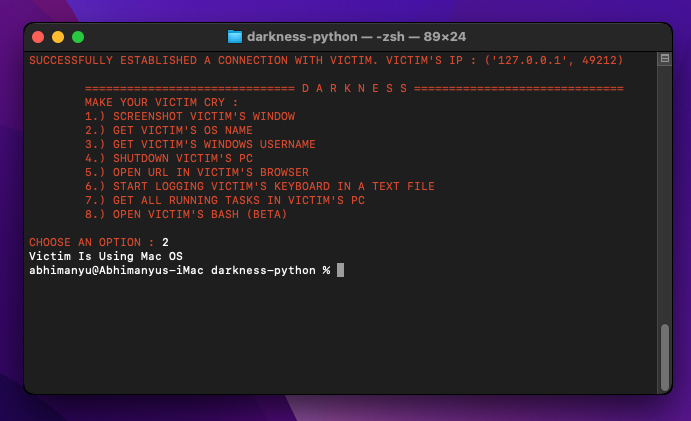 darkness-python — -zsh — 89×24
SUCCESSFULLY ESTABLISHED A CONNECTION WITH VICTIM. VICTIM'S IP : ('127.0.0.1', 49212)
============================== D A R K N E S S ==============================
MAKE YOUR VICTIM CRY :
1.) SCREENSHOT VICTIM'S WINDOW
2.) GET VICTIM'S OS NAME
3.) GET VICTIM'S WINDOWS USERNAME
4.) SHUTDOWN VICTIM'S PC
5.) OPEN URL IN VICTIM'S BROWSER
6.) START LOGGING VICTIM'S KEYBOARD IN A TEXT FILE
7.) GET ALL RUNNING TASKS IN VICTIM'S PC
8.) OPEN VICTIM'S BASH (BETA)
CHOOSE AN OPTION : 2
Victim Is Using Mac OS
abhimanyu@Abhimanyus-iMac darkness-python %